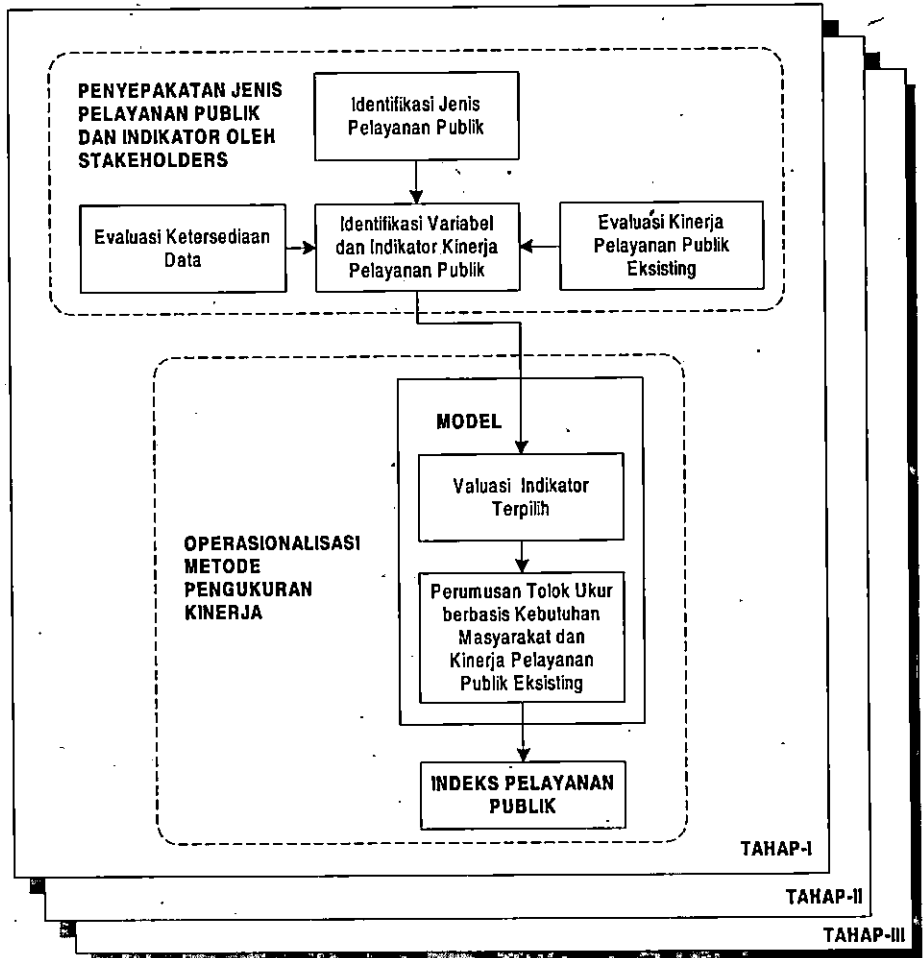 PENYEPAKATAN JENIS
PELAYANAN PUBLIK
DAN INDIKATOR OLEH
STAKEHOLDERS
Identifikasi Jenis
Pelayanan Publik
Evaluasi Ketersediaan
Data
Identifikasi Variabel
dan Indikator Kinerja
Pelayanan Publik
Evaluasi Kinerja
Pelayanan Publik
Eksisting
MODEL
Valuasi Indikator
Terpilih
OPERASIONALISASI
METODE
PENGUKURAN
KINERJA
Perumusan Tolok Ukur
berbasis Kebutuhan
Masyarakat dan
Kinerja Pelayanan
Publik Eksisting
INDEKS PELAYANAN
PUBLIK
TAHAP-I
TAHAP-II
TAHAP-III